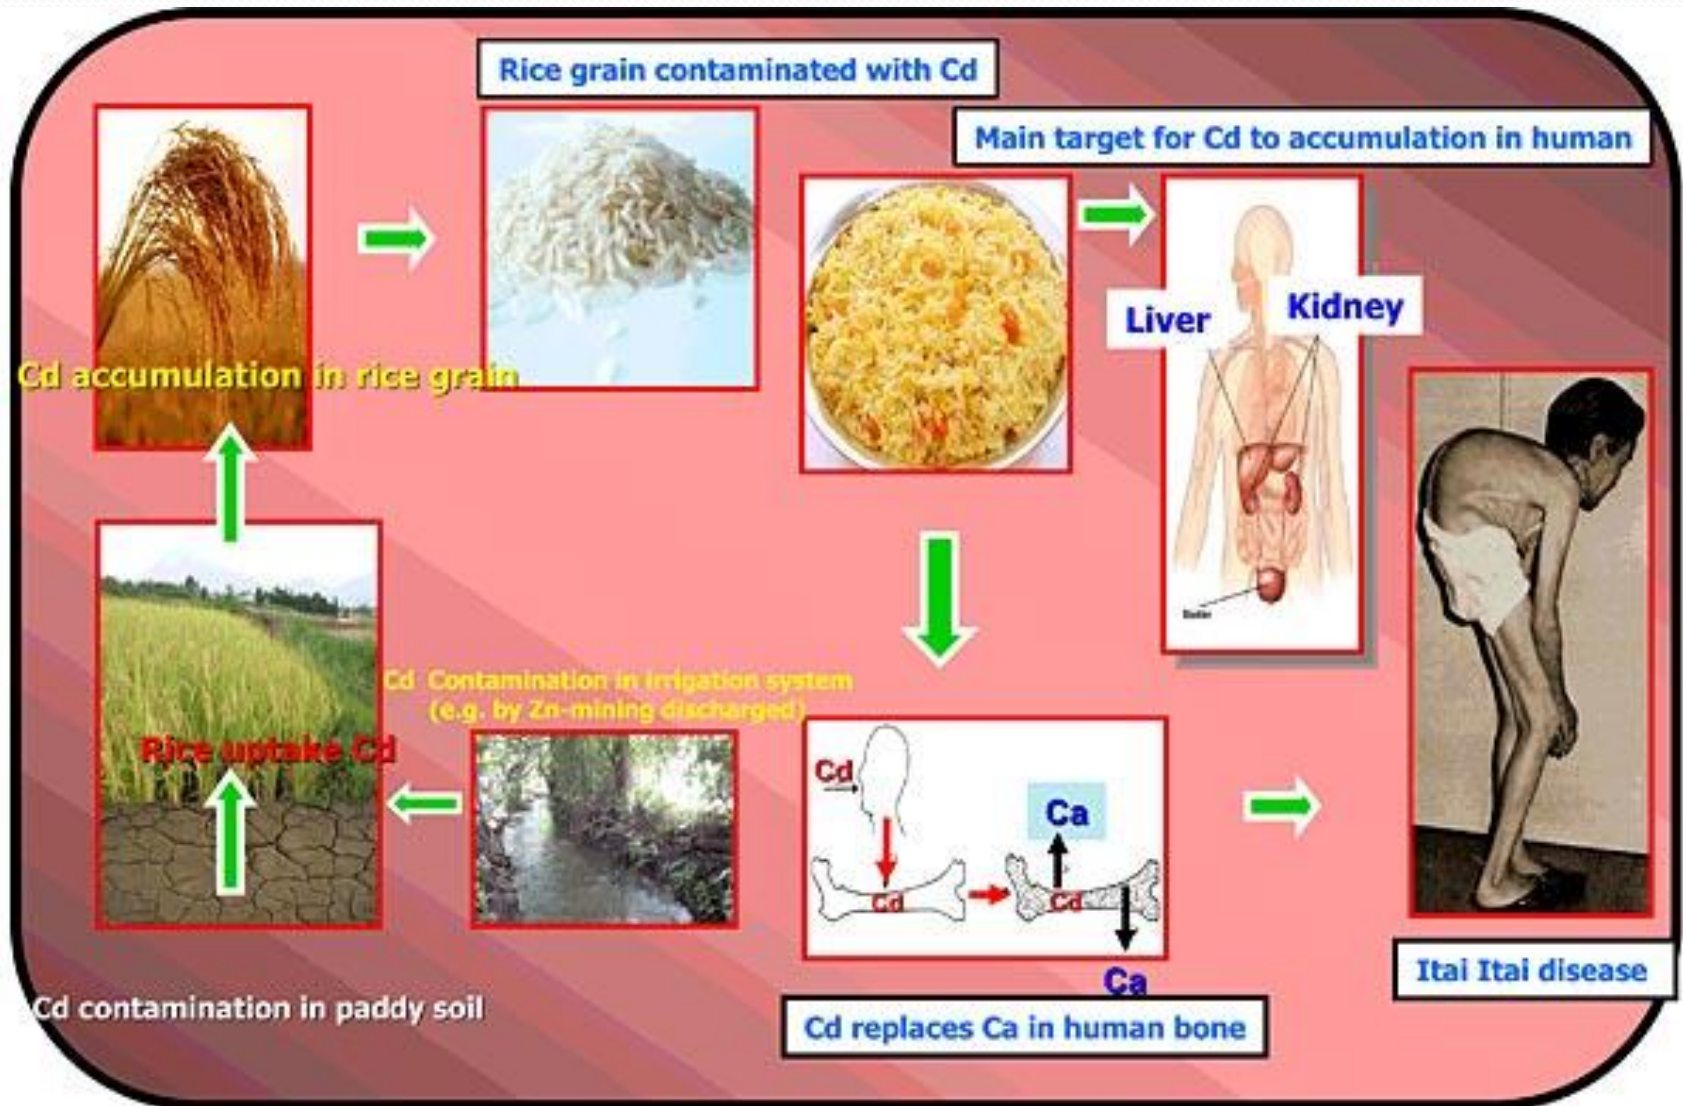 Rice grain contaminated with Cd
Main target for Cd to accumulation in human
Liver
Kidney
Cd accumulation in rice grain
Cd Contamination in irrigation system
(e.g. by Zn-mining discharged)
Rice uptake Cd
Cd
Ca
Cd
Cd
Ca
Itai Itai disease
Cd contamination in paddy soil
Cd replaces Ca in human bone